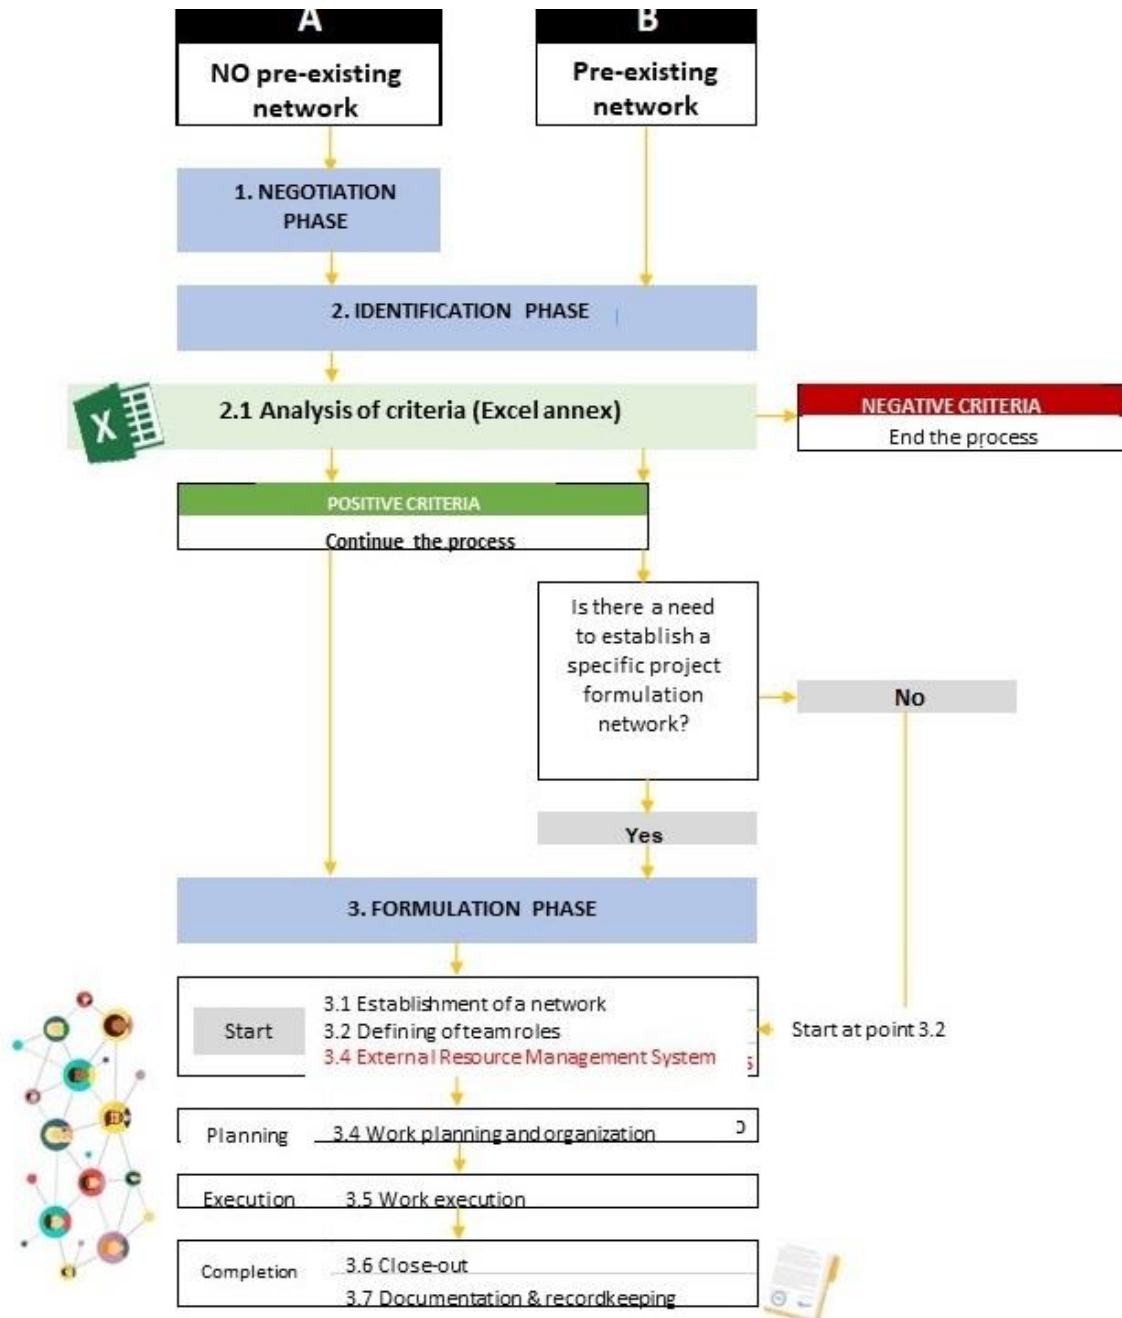 A
B
NO pre-existing
network
Pre-existing
network
1. NEGOTIATION
PHASE
2. IDENTIFICATION PHASE
X
2.1 Analysis of criteria (Excel annex)
NEGATIVE CRITERIA
End the process
POSITIVE CRITERIA
Continue the process
Is there a need
to establish a
specific project
formulation
network?
No
Yes
3. FORMULATION PHASE
Start
3.1 Establishment of a network
3.2 Defining of team roles
3.4 External Resource Management System
s
Start at point 3.2
Planning
3.4 Work planning and organization
Execution
3.5 Work execution
Completion
3.6 Close-out
3.7 Documentation & recordkeeping